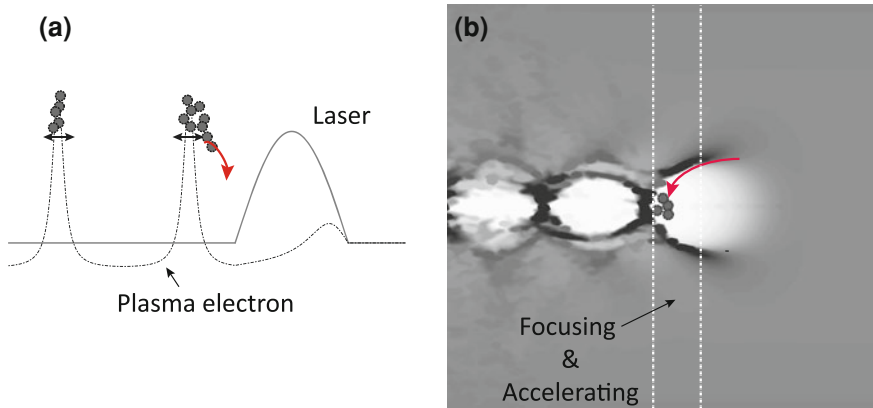 (a)
Laser
Plasma electron
(b)
Focusing
&
Accelerating